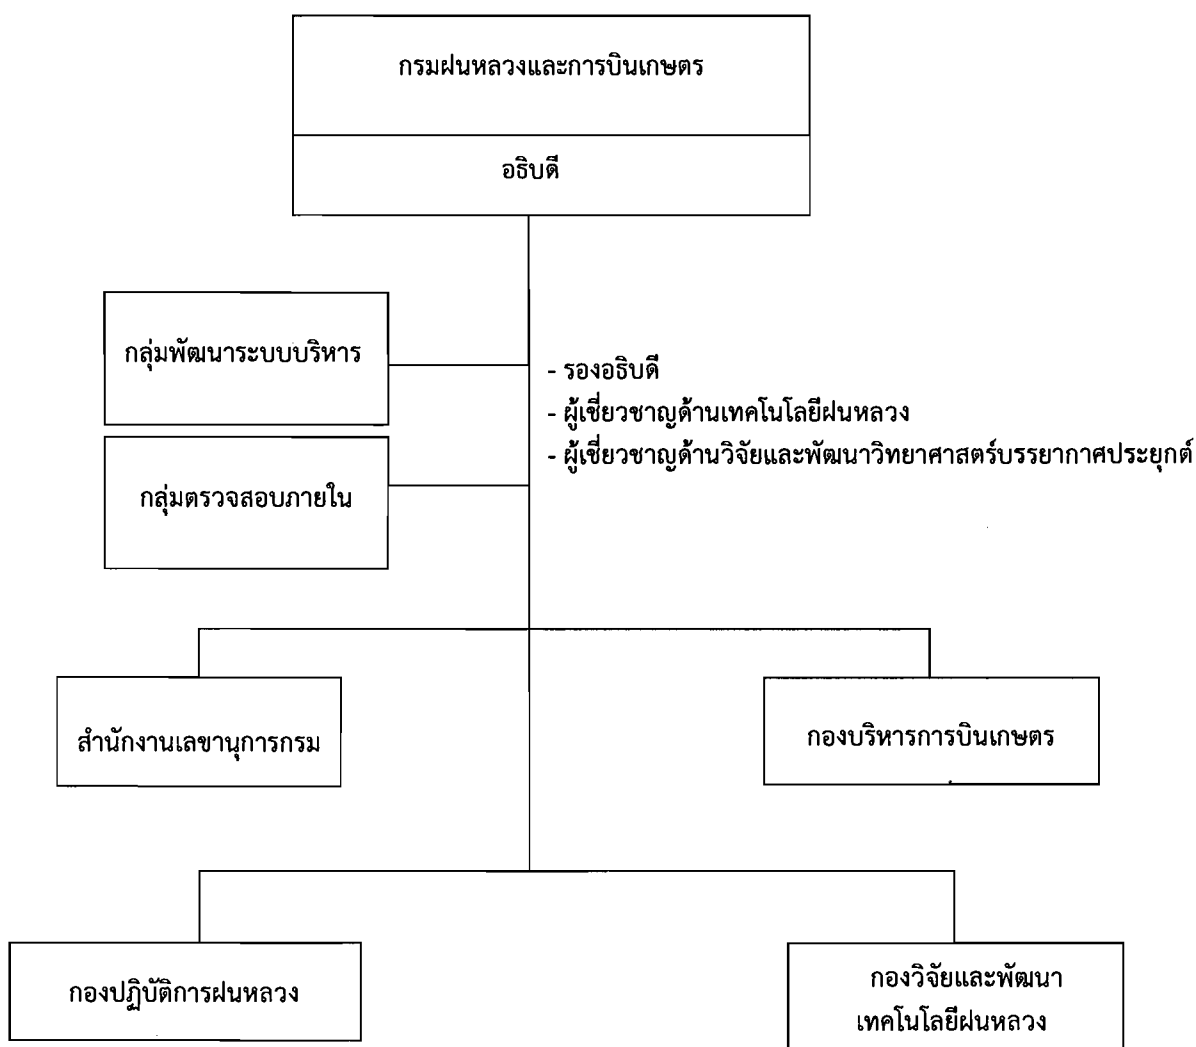 กรมฝนหลวงและการบินเกษตร
อธิบดี
กลุ่มพัฒนาระบบบริหาร
- รองอธิบดี
- ผู้เชี่ยวชาญด้านเทคโนโลยีฝนหลวง
- ผู้เชี่ยวชาญด้านวิจัยและพัฒนาวิทยาศาสตร์บรรยากาศประยุกต์
กลุ่มตรวจสอบภายใน
สำนักงานเลขานุการกรม
กองบริหารการบินเกษตร
กองปฏิบัติการฝนหลวง
กองวิจัยและพัฒนา
เทคโนโลยีฝนหลวง